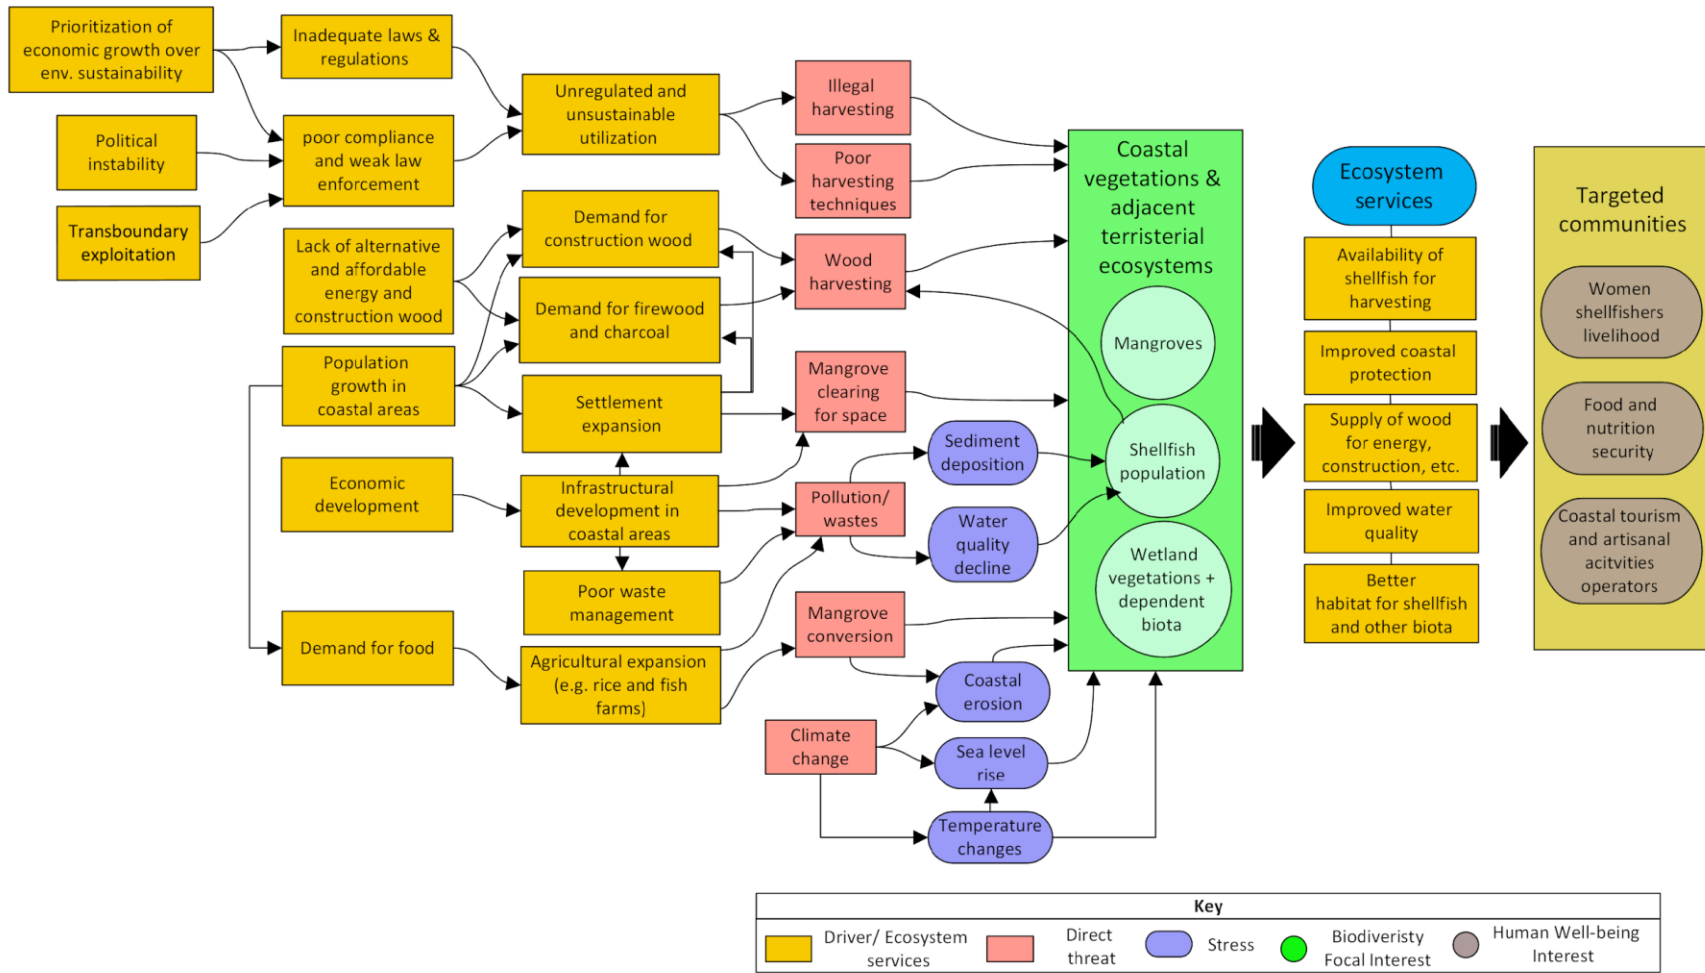 Prioritization of
economic growth over
env. sustainability
Political
instability
Transboundary
exploitation
Inadequate laws &
regulations
poor compliance
and weak law
enforcement
Lack of alternative
and affordable
energy and
construction wood
Population
growth in
coastal areas
Economic
development
Demand for food
Unregulated and
unsustainable
utilization
Demand for
construction wood
Demand for firewood
and charcoal
Settlement
expansion
Infrastructural
development in
coastal areas
Poor waste
management
Agricultural expansion
(e.g. rice and fish
farms)
Illegal
harvesting
Poor
harvesting
techniques
Wood
harvesting
Mangrove
clearing
for space
Pollution/
wastes
Mangrove
conversion
Climate
change
Sediment
deposition
Water
quality
decline
Coastal
erosion
Sea level
rise
Temperature
changes
Coastal
vegetations &
adjacent
terristerial
ecosystems
Mangroves
Shellfish
population
Wetland
vegetations +
dependent
biota
Ecosystem
services
Availability of
shellfish for
harvesting
Improved coastal
protection
Supply of wood
for energy,
construction, etc.
Improved water
quality
Better
habitat for shellfish
and other biota
Targeted
communities
Women
shellfishers
livelihood
Food and
nutrition
security
Coastal tourism
and artisanal
acitvities
operators
Key
Driver/ Ecosystem
services
Direct
threat
Stress
Biodiveristy
Focal Interest
Human Well-being
Interest